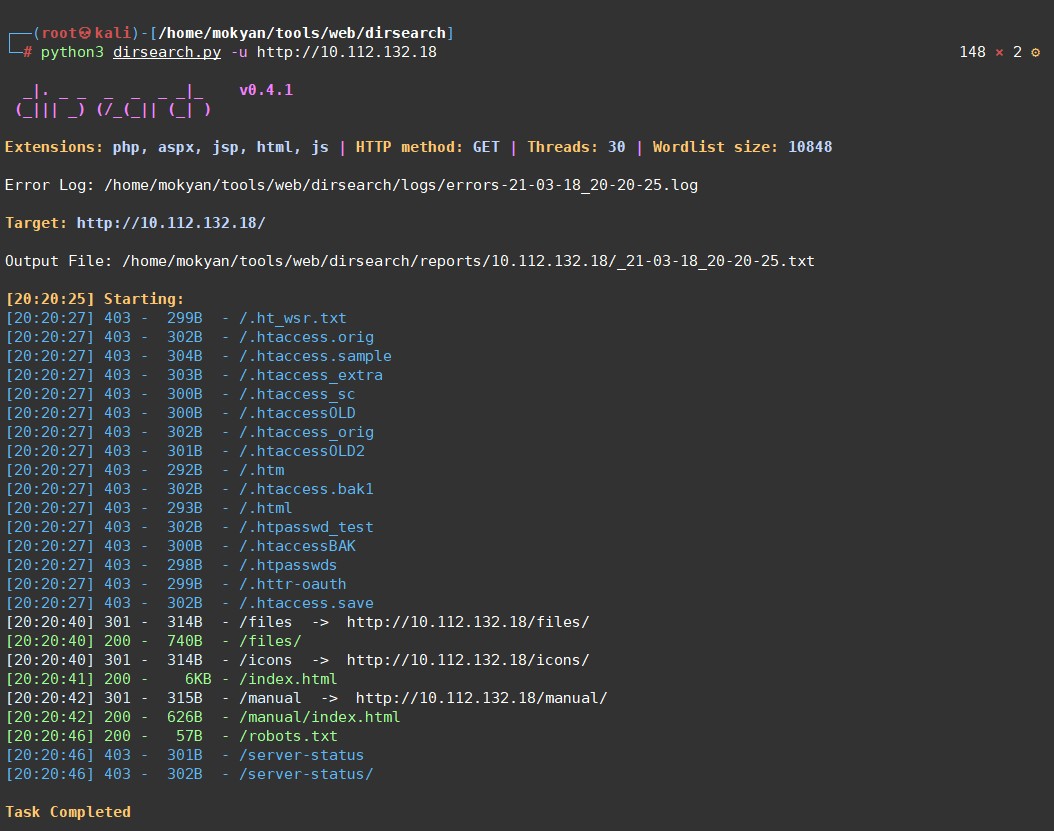 ┌──(root㉿kali)-[/home/mokyan/tools/web/dirsearch]
└─# python3 dirsearch.py -u http://10.112.132.18 148 ⨯ 2 ⚙
_|. _ _  _  _  _ _|_    v0.4.1
(_||| _) (/_(_|| (_| )
Extensions: php, aspx, jsp, html, js | HTTP method: GET | Threads: 30 | Wordlist size: 10848
Error Log: /home/mokyan/tools/web/dirsearch/logs/errors-21-03-18_20-20-25.log
Target: http://10.112.132.18/
Output File: /home/mokyan/tools/web/dirsearch/reports/10.112.132.18/_21-03-18_20-20-25.txt
[20:20:25] Starting:
[20:20:27] 403 -  299B  - /.ht_wsr.txt
[20:20:27] 403 -  302B  - /.htaccess.orig
[20:20:27] 403 -  304B  - /.htaccess.sample
[20:20:27] 403 -  303B  - /.htaccess_extra
[20:20:27] 403 -  300B  - /.htaccess_sc
[20:20:27] 403 -  300B  - /.htaccessOLD
[20:20:27] 403 -  302B  - /.htaccess_orig
[20:20:27] 403 -  301B  - /.htaccessOLD2
[20:20:27] 403 -  292B  - /.htm
[20:20:27] 403 -  302B  - /.htaccess.bak1
[20:20:27] 403 -  293B  - /.html
[20:20:27] 403 -  302B  - /.htpasswd_test
[20:20:27] 403 -  300B  - /.htaccessBAK
[20:20:27] 403 -  298B  - /.htpasswds
[20:20:27] 403 -  299B  - /.httr-oauth
[20:20:27] 403 -  302B  - /.htaccess.save
[20:20:40] 301 -  314B  - /files  ->  http://10.112.132.18/files/
[20:20:40] 200 -  740B  - /files/
[20:20:40] 301 -  314B  - /icons  ->  http://10.112.132.18/icons/
[20:20:41] 200 -    6KB - /index.html
[20:20:42] 301 -  315B  - /manual  ->  http://10.112.132.18/manual/
[20:20:42] 200 -  626B  - /manual/index.html
[20:20:46] 200 -   57B  - /robots.txt
[20:20:46] 403 -  301B  - /server-status
[20:20:46] 403 -  302B  - /server-status/
Task Completed